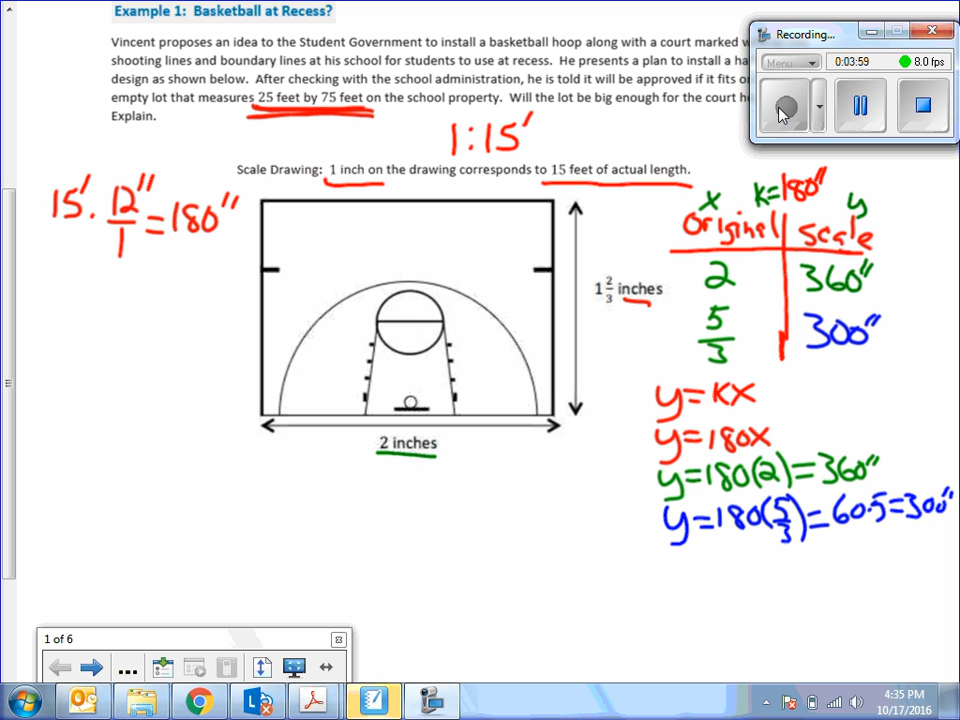 Example 1: Basketball at Recess?
Vincent proposes an idea to the Student Government to install a basketball hoop along with a court marked w
shooting lines and boundary lines at his school for students to use at recess. He presents a plan to install a ha
design as shown below. After checking with the school administration, he is told it will be approved if it fits o
empty lot that measures 25 feet by 75 feet on the school property. Will the lot be big enough for the court h
Explain.
Recording...
Menu
0:03:59
8.0 fps
1:15'
Scale Drawing: 1 inch on the drawing corresponds to 15 feet of actual length.
15' · 12"/1 = 180"
k=180"
x y
Original Scale
2 360"
5/3 300"
1 2/3 inches
2 inches
y=kx
y=180x
y=180(2)=360"
y=180(5/3)=60·5=300"
1 of 6
4:35 PM
10/17/2016